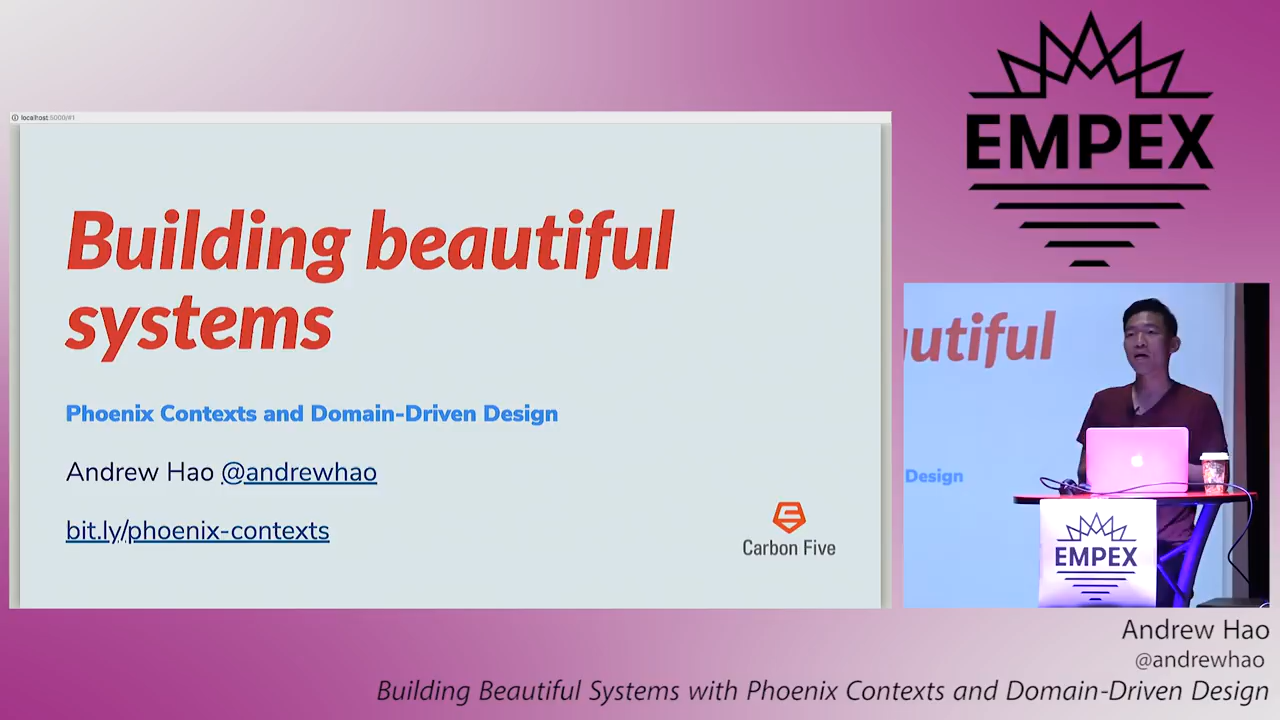 localhost:5000/#1
Building beautiful
systems
Phoenix Contexts and Domain-Driven Design
Andrew Hao @andrewhao
bit.ly/phoenix-contexts
Carbon Five
EMPEX
utiful
Design
EMPEX
Andrew Hao
@andrewhao
Building Beautiful Systems with Phoenix Contexts and Domain-Driven Design